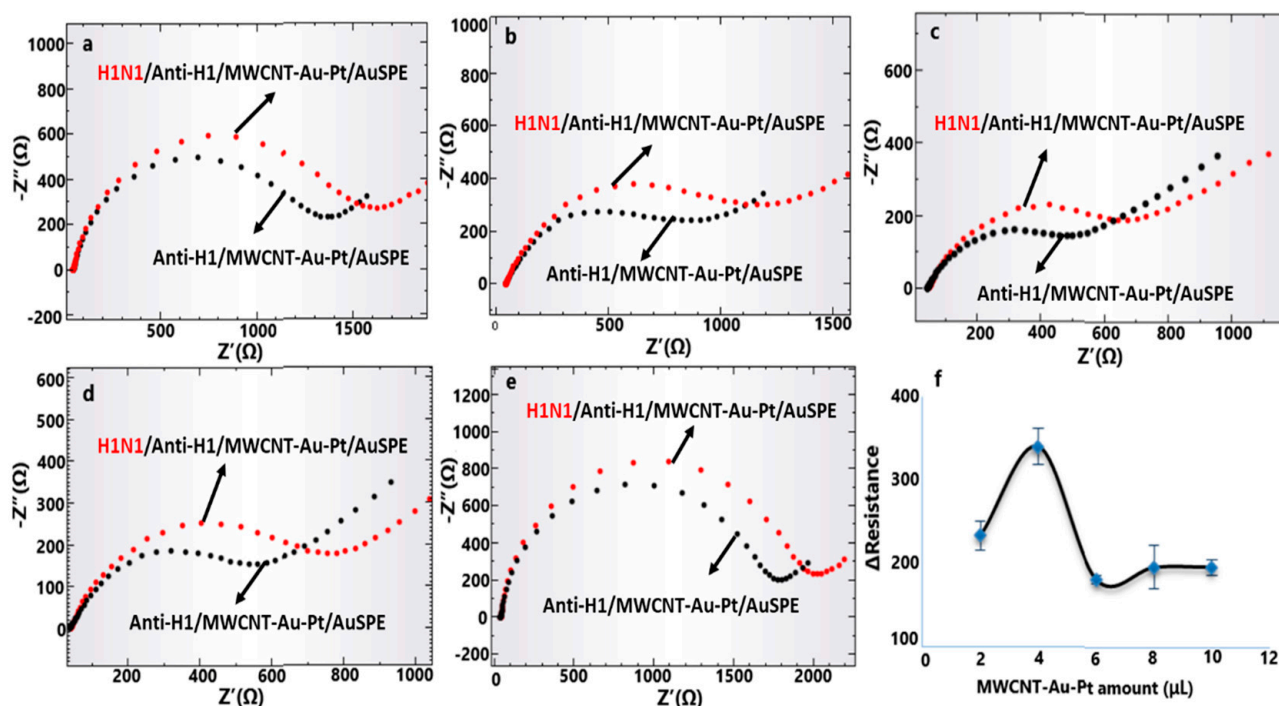 a
1000
800
600
400
200
0
-200
-Z″(Ω)
H1N1/Anti-H1/MWCNT-Au-Pt/AuSPE
Anti-H1/MWCNT-Au-Pt/AuSPE
500 1000 1500
Z′(Ω)
b
1000
800
600
400
200
0
-Z″(Ω)
H1N1/Anti-H1/MWCNT-Au-Pt/AuSPE
Anti-H1/MWCNT-Au-Pt/AuSPE
0 500 1000 1500
Z′(Ω)
c
600
400
200
0
-Z″(Ω)
H1N1/Anti-H1/MWCNT-Au-Pt/AuSPE
Anti-H1/MWCNT-Au-Pt/AuSPE
200 400 600 800 1000
Z′(Ω)
d
600
500
400
300
200
100
0
-Z″(Ω)
H1N1/Anti-H1/MWCNT-Au-Pt/AuSPE
Anti-H1/MWCNT-Au-Pt/AuSPE
200 400 600 800 1000
Z′(Ω)
e
1200
1000
800
600
400
200
0
-200
-Z″(Ω)
H1N1/Anti-H1/MWCNT-Au-Pt/AuSPE
Anti-H1/MWCNT-Au-Pt/AuSPE
0 500 1000 1500 2000
Z′(Ω)
f
400
300
200
100
ΔResistance
0 2 4 6 8 10 12
MWCNT-Au-Pt amount (µL)